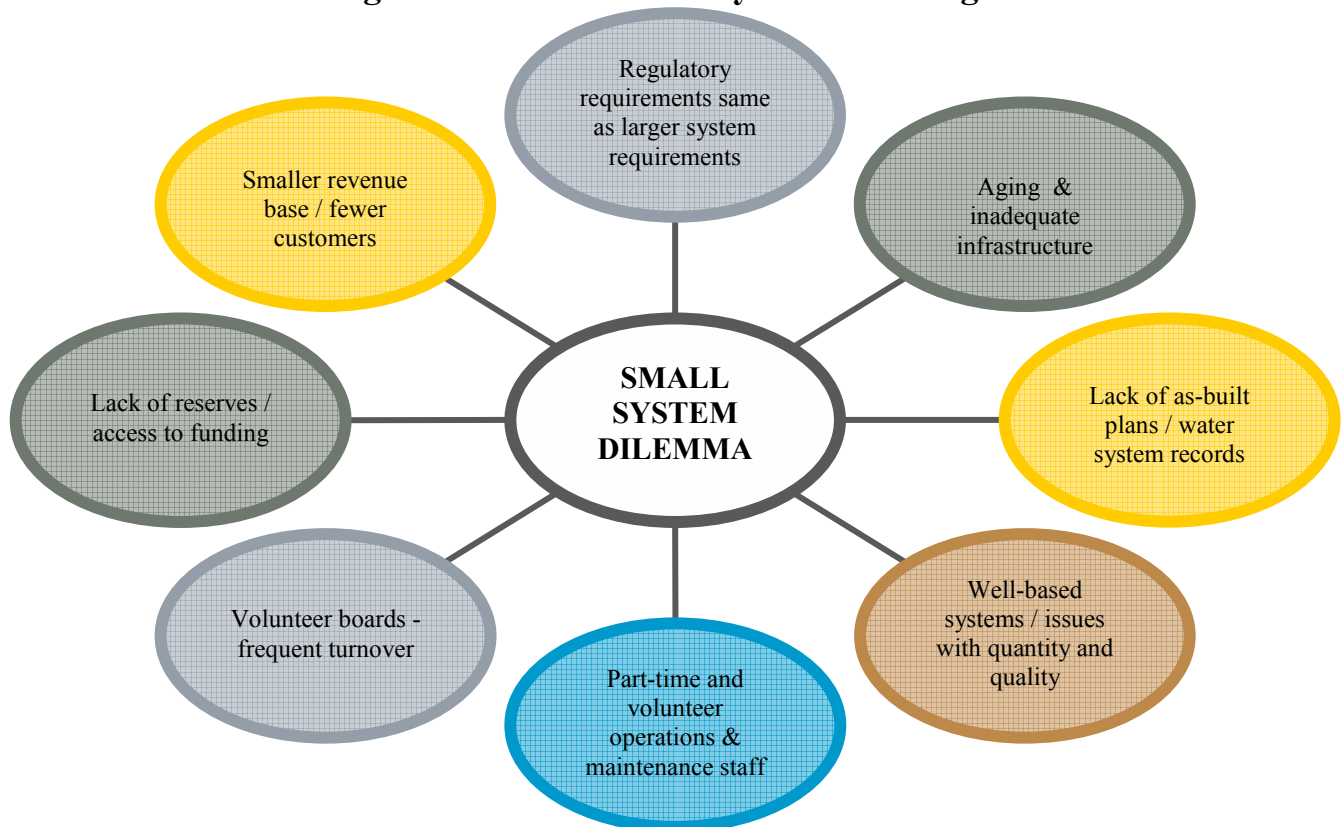 Regulatory
requirements same
as larger system
requirements
Smaller revenue
base / fewer
customers
Aging & 
inadequate
infrastructure
Lack of reserves /
access to funding
SMALL
SYSTEM
DILEMMA
Lack of as-built
plans / water
system records
Volunteer boards -
frequent turnover
Well-based
systems / issues
with quantity and
quality
Part-time and
volunteer
operations &
maintenance staff